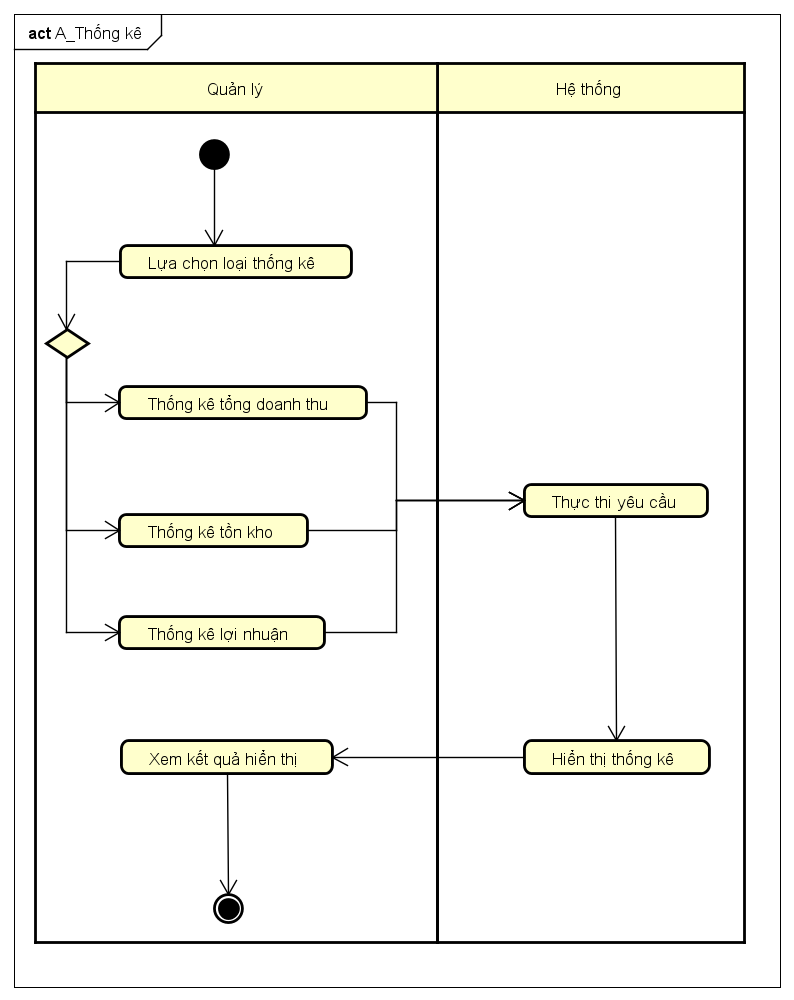 act A_Thống kê
Quản lý
Hệ thống
Lựa chọn loại thống kê
Thống kê tổng doanh thu
Thực thi yêu cầu
Thống kê tồn kho
Thống kê lợi nhuận
Xem kết quả hiển thị
Hiển thị thống kê